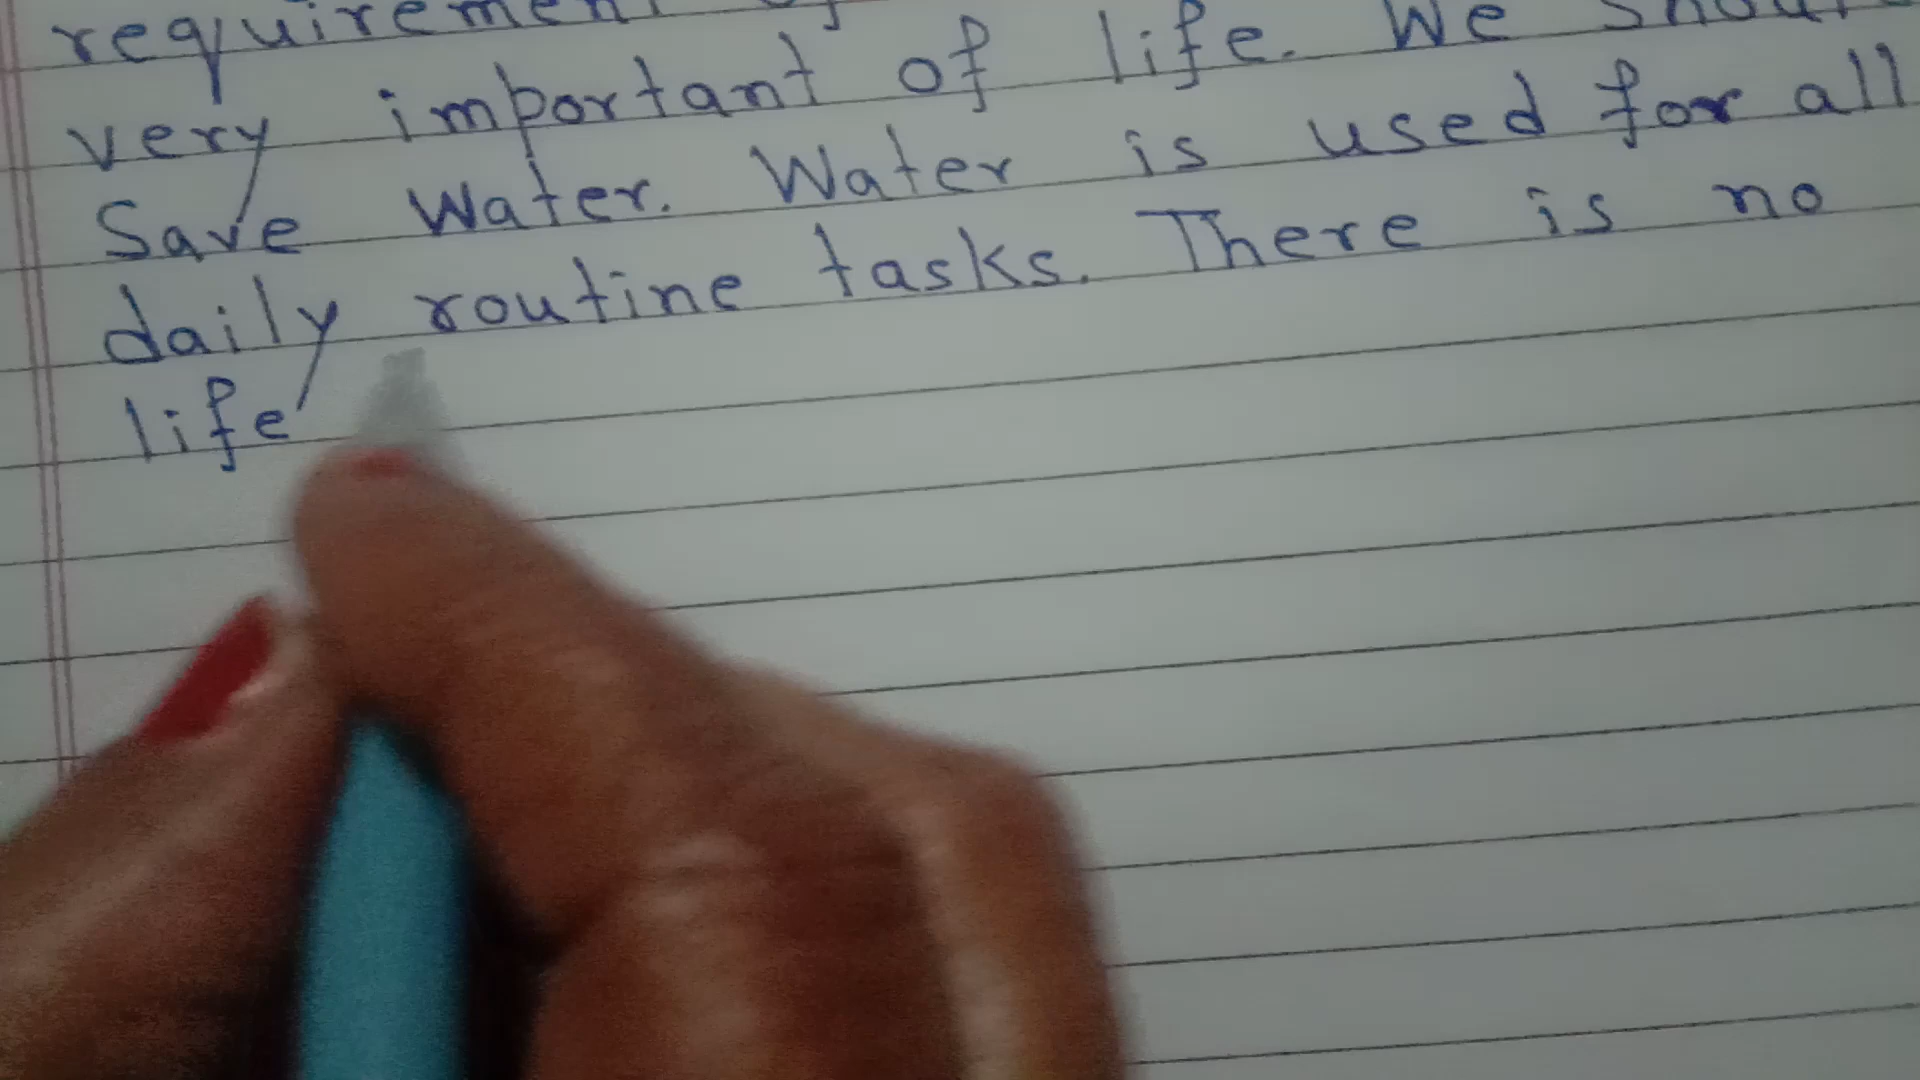 requirement of
very important of life. We should
Save Water. Water is used for all
daily routine tasks. There is no
life